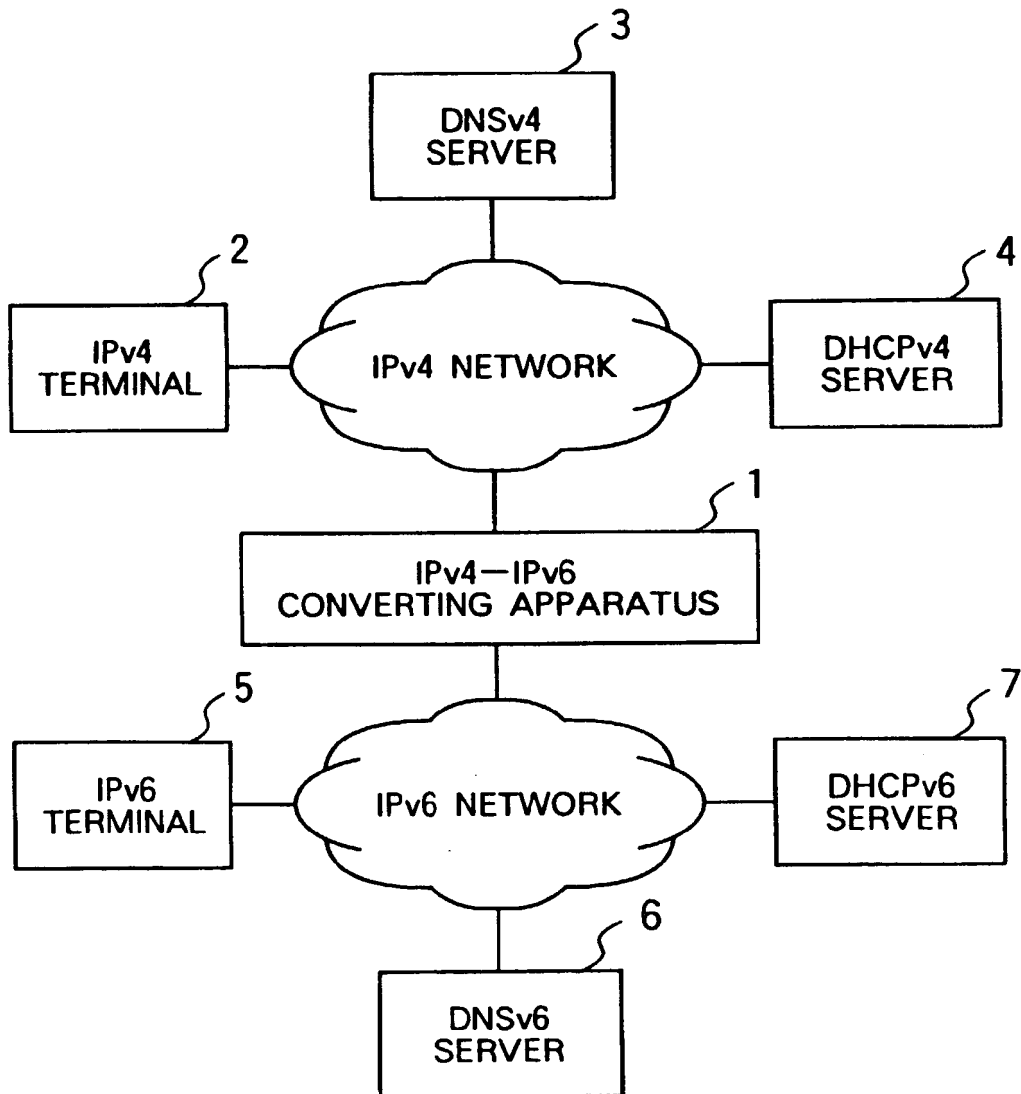 3
DNSv4
SERVER
2
4
IPv4
TERMINAL
IPv4 NETWORK
DHCPv4
SERVER
1
IPv4—IPv6
CONVERTING APPARATUS
5
7
IPv6
TERMINAL
IPv6 NETWORK
DHCPv6
SERVER
6
DNSv6
SERVER